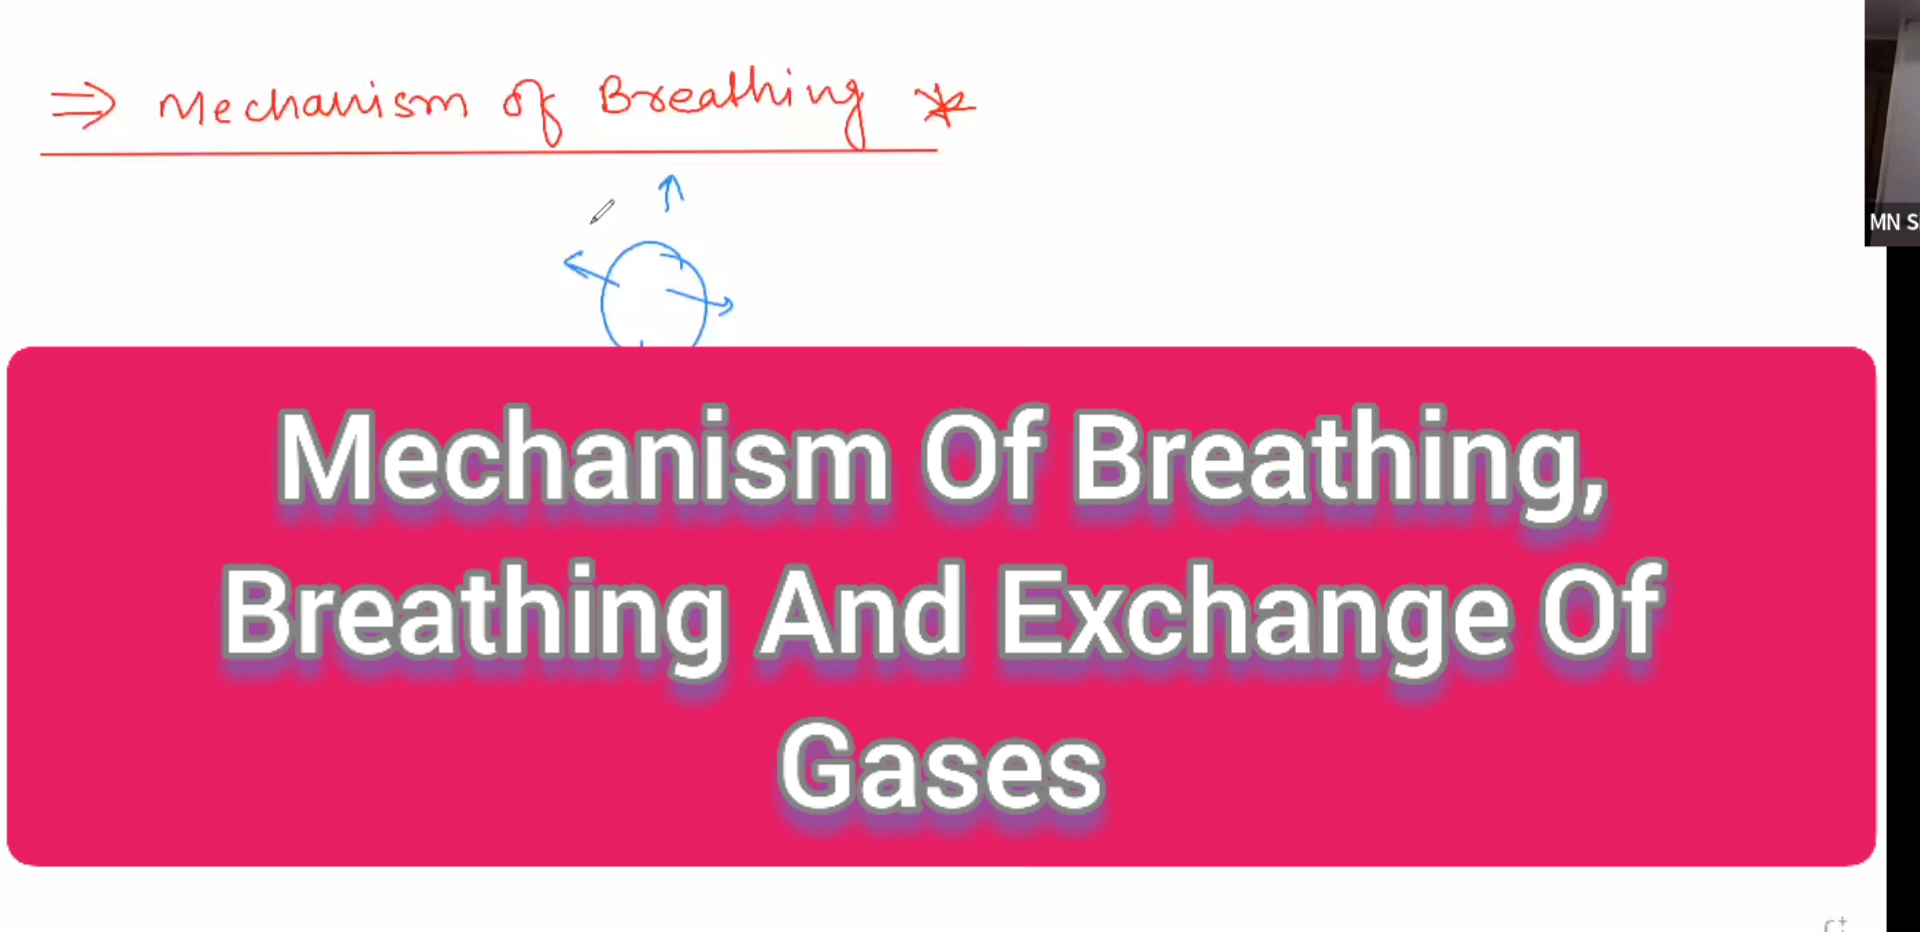 ⇒ Mechanism of Breathing *
MN S
Mechanism Of Breathing,
Breathing And Exchange Of
Gases